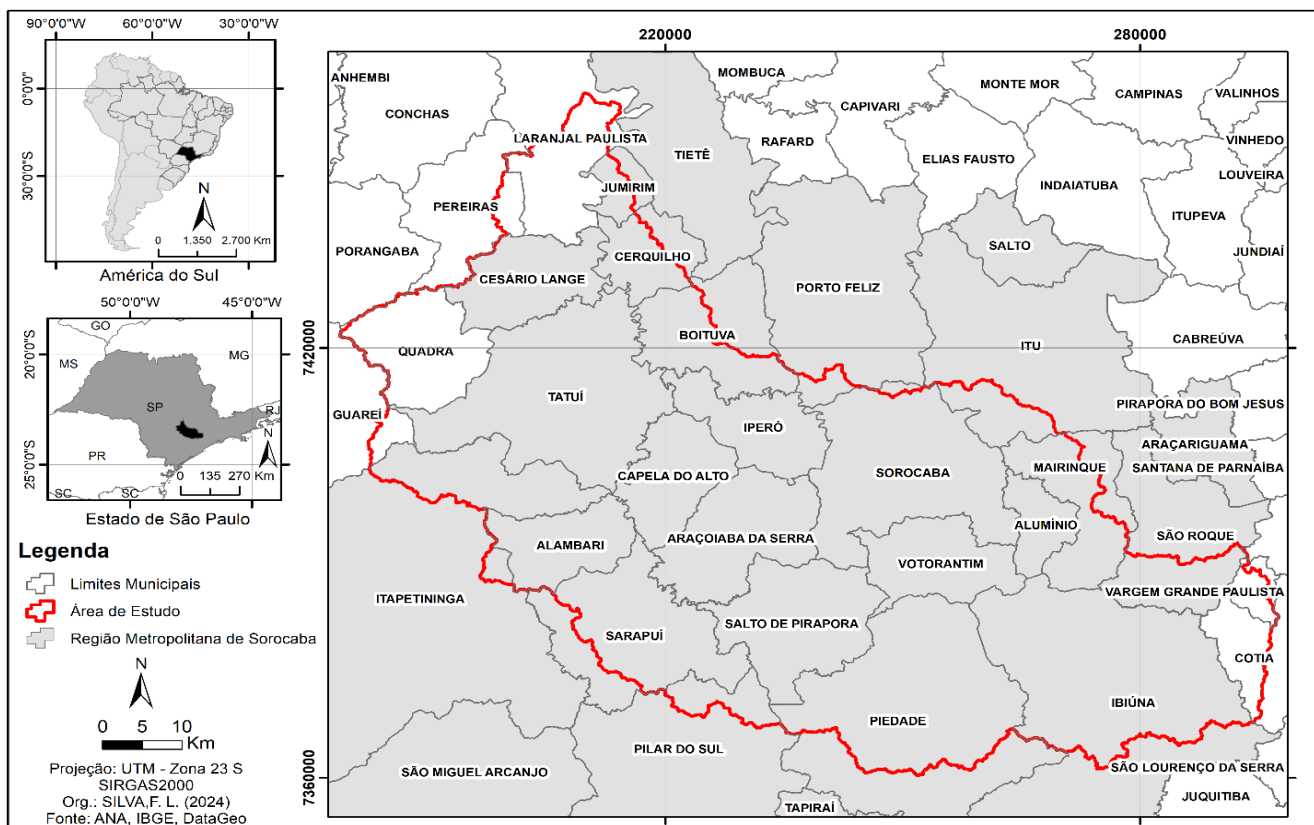 90°0'0"W 60°0'0"W 30°0'0"W
0°0'0"
30°0'0"S
N
0 1.350 2.700 Km
América do Sul
50°0'0"W 45°0'0"W
20°0'0"S
25°0'0"S
GO
MS
MG
SP
RJ
PR
SC
SC
N
0 135 270 Km
Estado de São Paulo
Legenda
Limites Municipais
Área de Estudo
Região Metropolitana de Sorocaba
N
0 5 10
Km
Projeção: UTM - Zona 23 S
SIRGAS2000
Org.: SILVA,F. L. (2024)
Fonte: ANA, IBGE, DataGeo
220000 280000
7420000
7360000
ANHEMBI
CONCHAS
MOMBUCA
MONTE MOR
CAMPINAS
VALINHOS
CAPIVARI
LARANJAL PAULISTA
RAFARD
VINHEDO
TIETÊ
ELIAS FAUSTO
LOUVEIRA
JUMIRIM
INDAIATUBA
PEREIRAS
ITUPEVA
PORANGABA
CERQUILHO
SALTO
JUNDIAÍ
CESÁRIO LANGE
PORTO FELIZ
BOITUVA
CABREÚVA
QUADRA
ITU
TATUÍ
PIRAPORA DO BOM JESUS
GUAREÍ
IPERÓ
ARAÇARIGUAMA
MAIRINQUE
SANTANA DE PARNAÍBA
CAPELA DO ALTO
SOROCABA
ALUMÍNIO
SÃO ROQUE
ALAMBARI
ARAÇOIABA DA SERRA
VOTORANTIM
VARGEM GRANDE PAULISTA
ITAPETININGA
SALTO DE PIRAPORA
SARAPUÍ
COTIA
IBIÚNA
PIEDADE
PILAR DO SUL
SÃO LOURENÇO DA SERRA
SÃO MIGUEL ARCANJO
JUQUITIBA
TAPIRAÍ